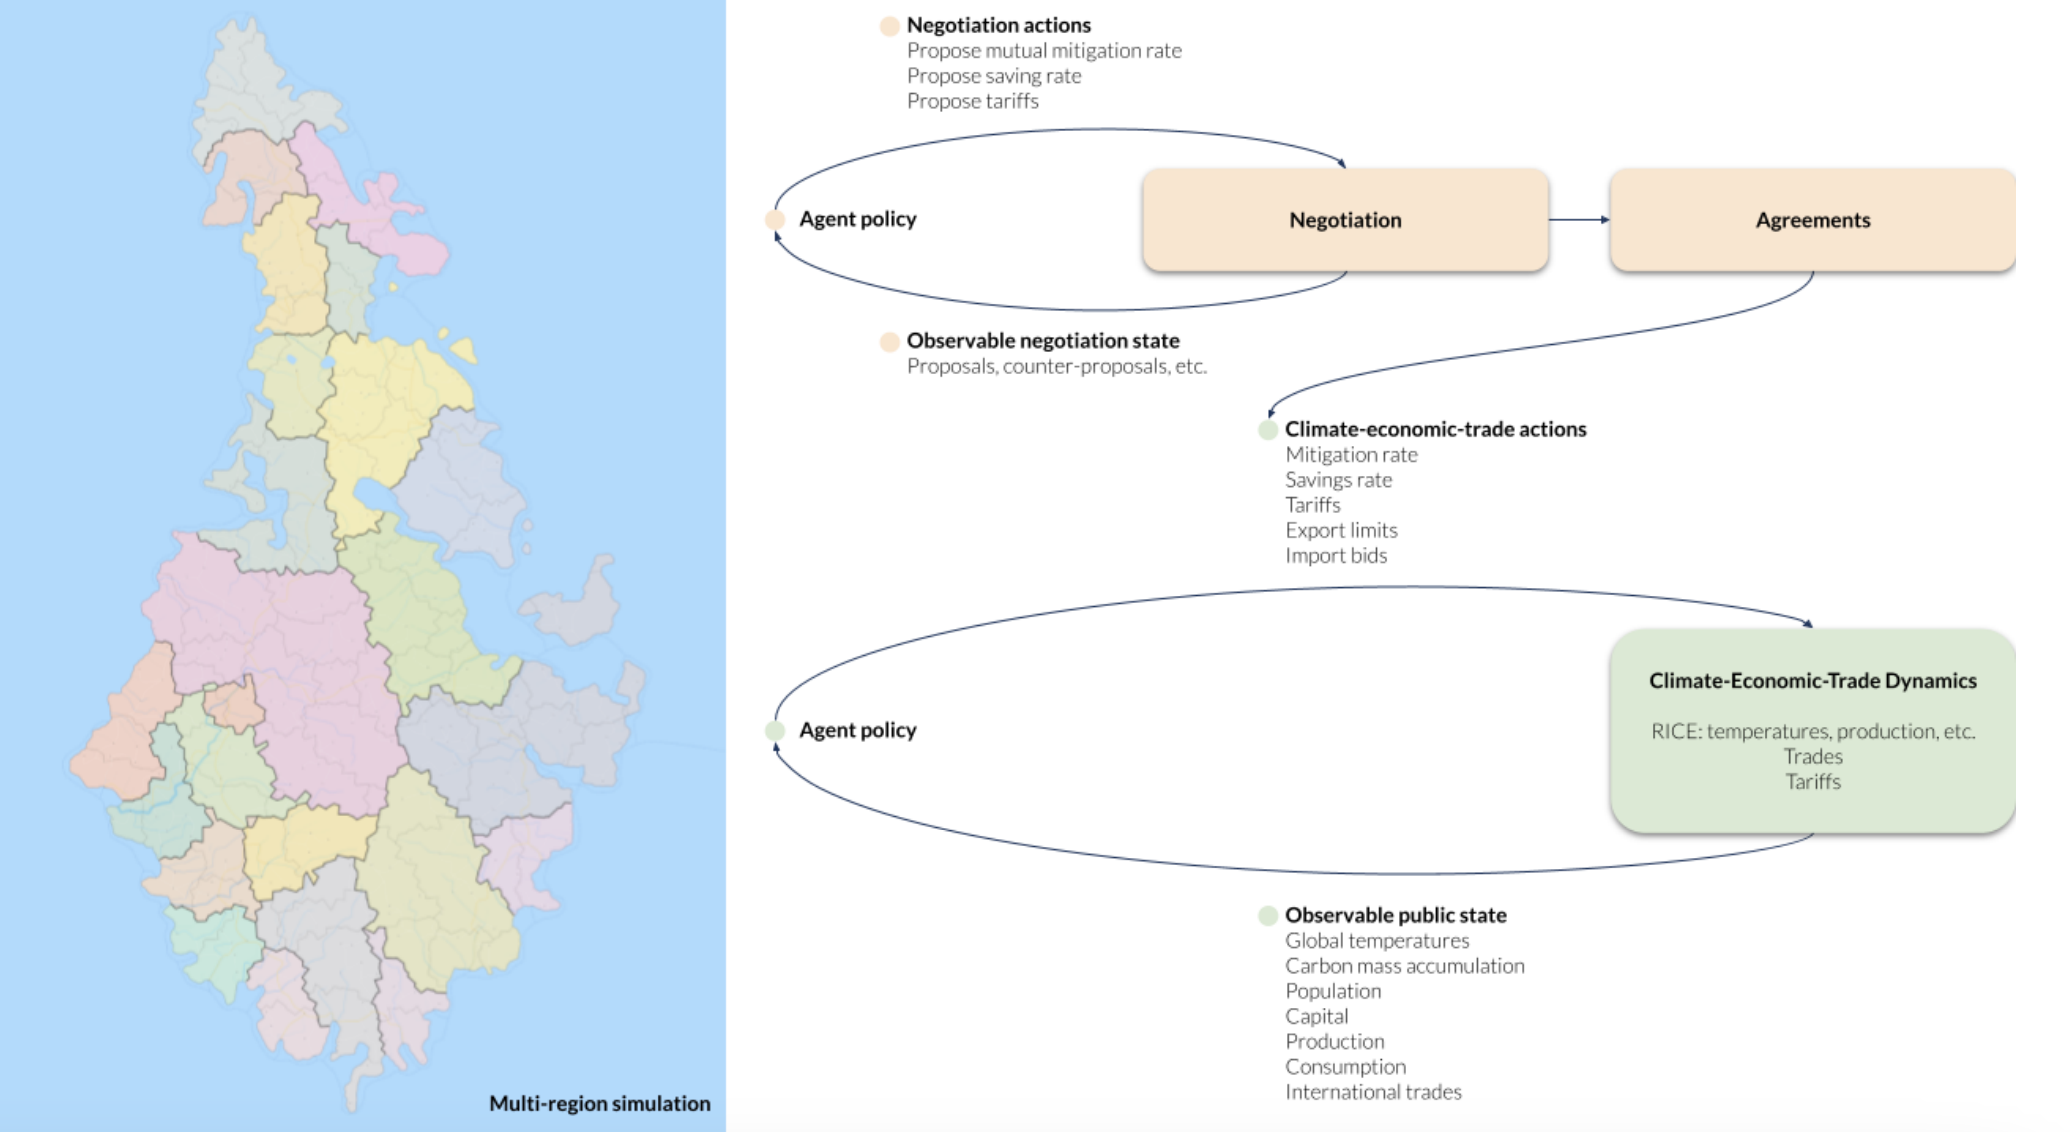 Negotiation actions
Propose mutual mitigation rate
Propose saving rate
Propose tariffs
Agent policy
Negotiation
Agreements
Observable negotiation state
Proposals, counter-proposals, etc.
Climate-economic-trade actions
Mitigation rate
Savings rate
Tariffs
Export limits
Import bids
Agent policy
Climate-Economic-Trade Dynamics
RICE: temperatures, production, etc.
Trades
Tariffs
Observable public state
Global temperatures
Carbon mass accumulation
Population
Capital
Production
Consumption
International trades
Multi-region simulation